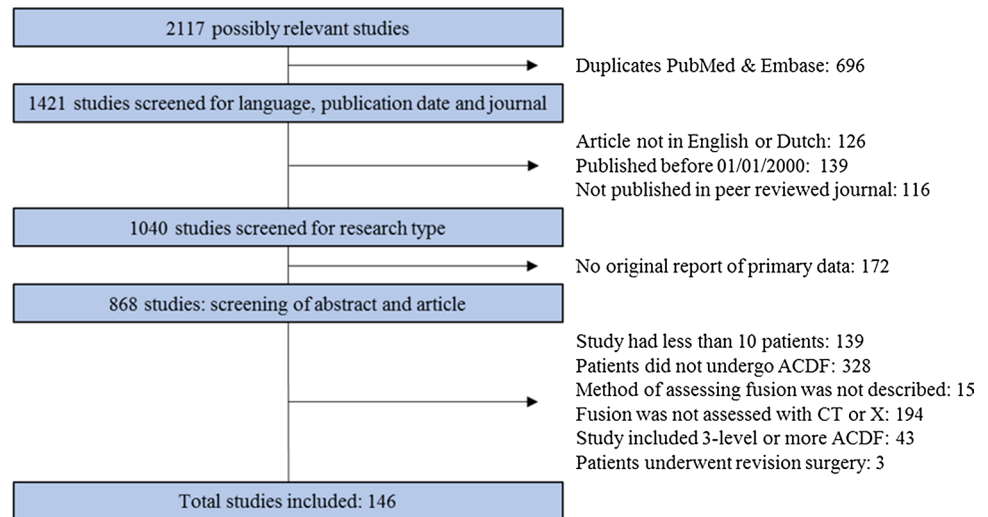 2117 possibly relevant studies
Duplicates PubMed & Embase: 696
1421 studies screened for language, publication date and journal
Article not in English or Dutch: 126
Published before 01/01/2000: 139
Not published in peer reviewed journal: 116
1040 studies screened for research type
No original report of primary data: 172
868 studies: screening of abstract and article
Study had less than 10 patients: 139
Patients did not undergo ACDF: 328
Method of assessing fusion was not described: 15
Fusion was not assessed with CT or X: 194
Study included 3-level or more ACDF: 43
Patients underwent revision surgery: 3
Total studies included: 146